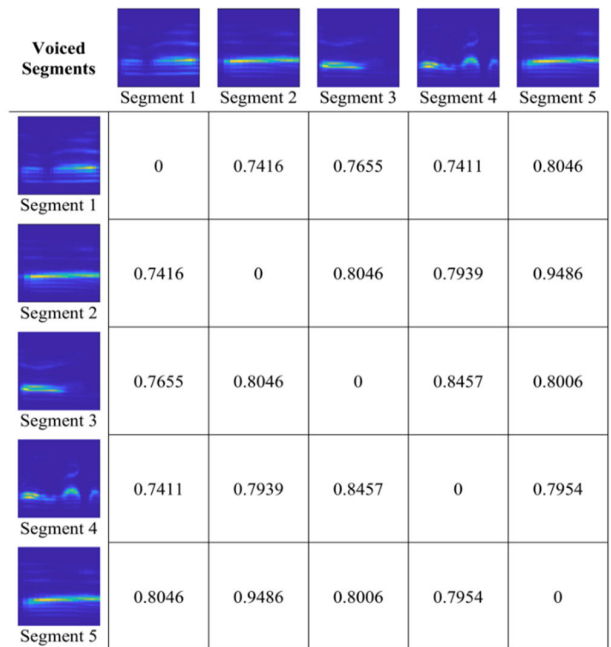 Voiced
Segments
Segment 1 Segment 2 Segment 3 Segment 4 Segment 5
Segment 1 0 0.7416 0.7655 0.7411 0.8046
Segment 2 0.7416 0 0.8046 0.7939 0.9486
Segment 3 0.7655 0.8046 0 0.8457 0.8006
Segment 4 0.7411 0.7939 0.8457 0 0.7954
Segment 5 0.8046 0.9486 0.8006 0.7954 0